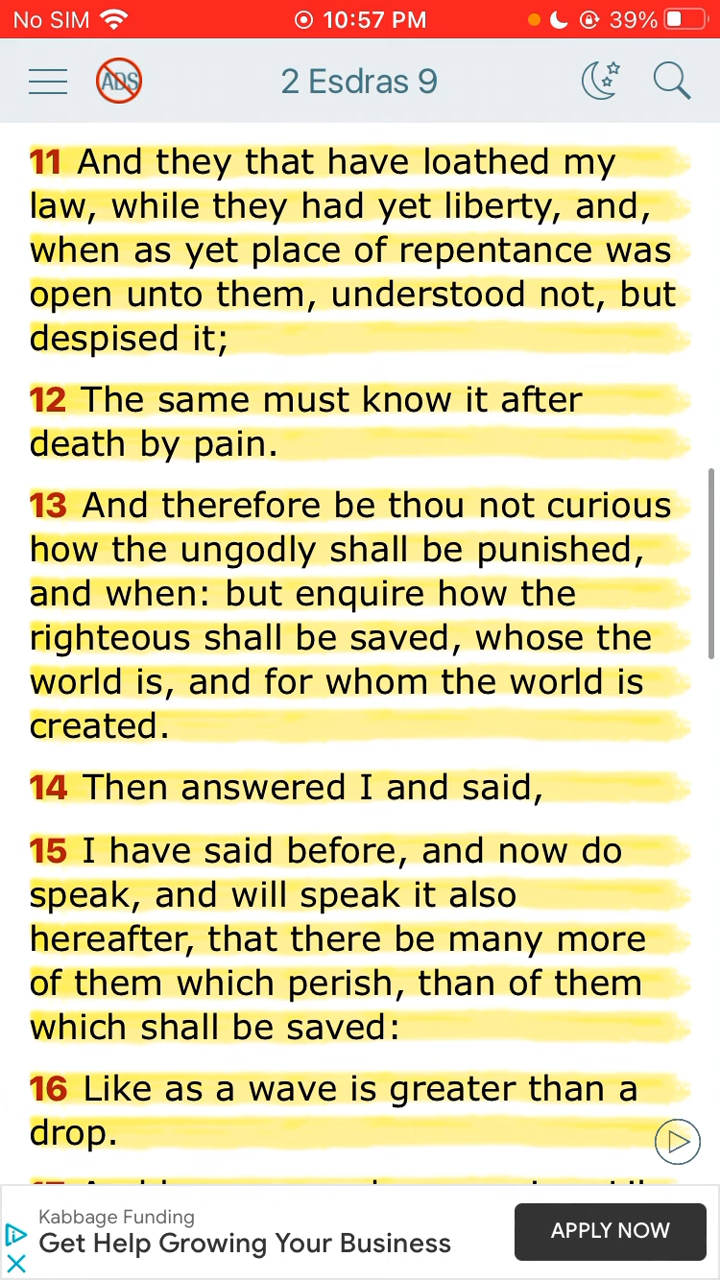 No SIM 10:57 PM 39%
ADS 2 Esdras 9
11 And they that have loathed my
law, while they had yet liberty, and,
when as yet place of repentance was
open unto them, understood not, but
despised it;
12 The same must know it after
death by pain.
13 And therefore be thou not curious
how the ungodly shall be punished,
and when: but enquire how the
righteous shall be saved, whose the
world is, and for whom the world is
created.
14 Then answered I and said,
15 I have said before, and now do
speak, and will speak it also
hereafter, that there be many more
of them which perish, than of them
which shall be saved:
16 Like as a wave is greater than a
drop.
Kabbage Funding
Get Help Growing Your Business
APPLY NOW